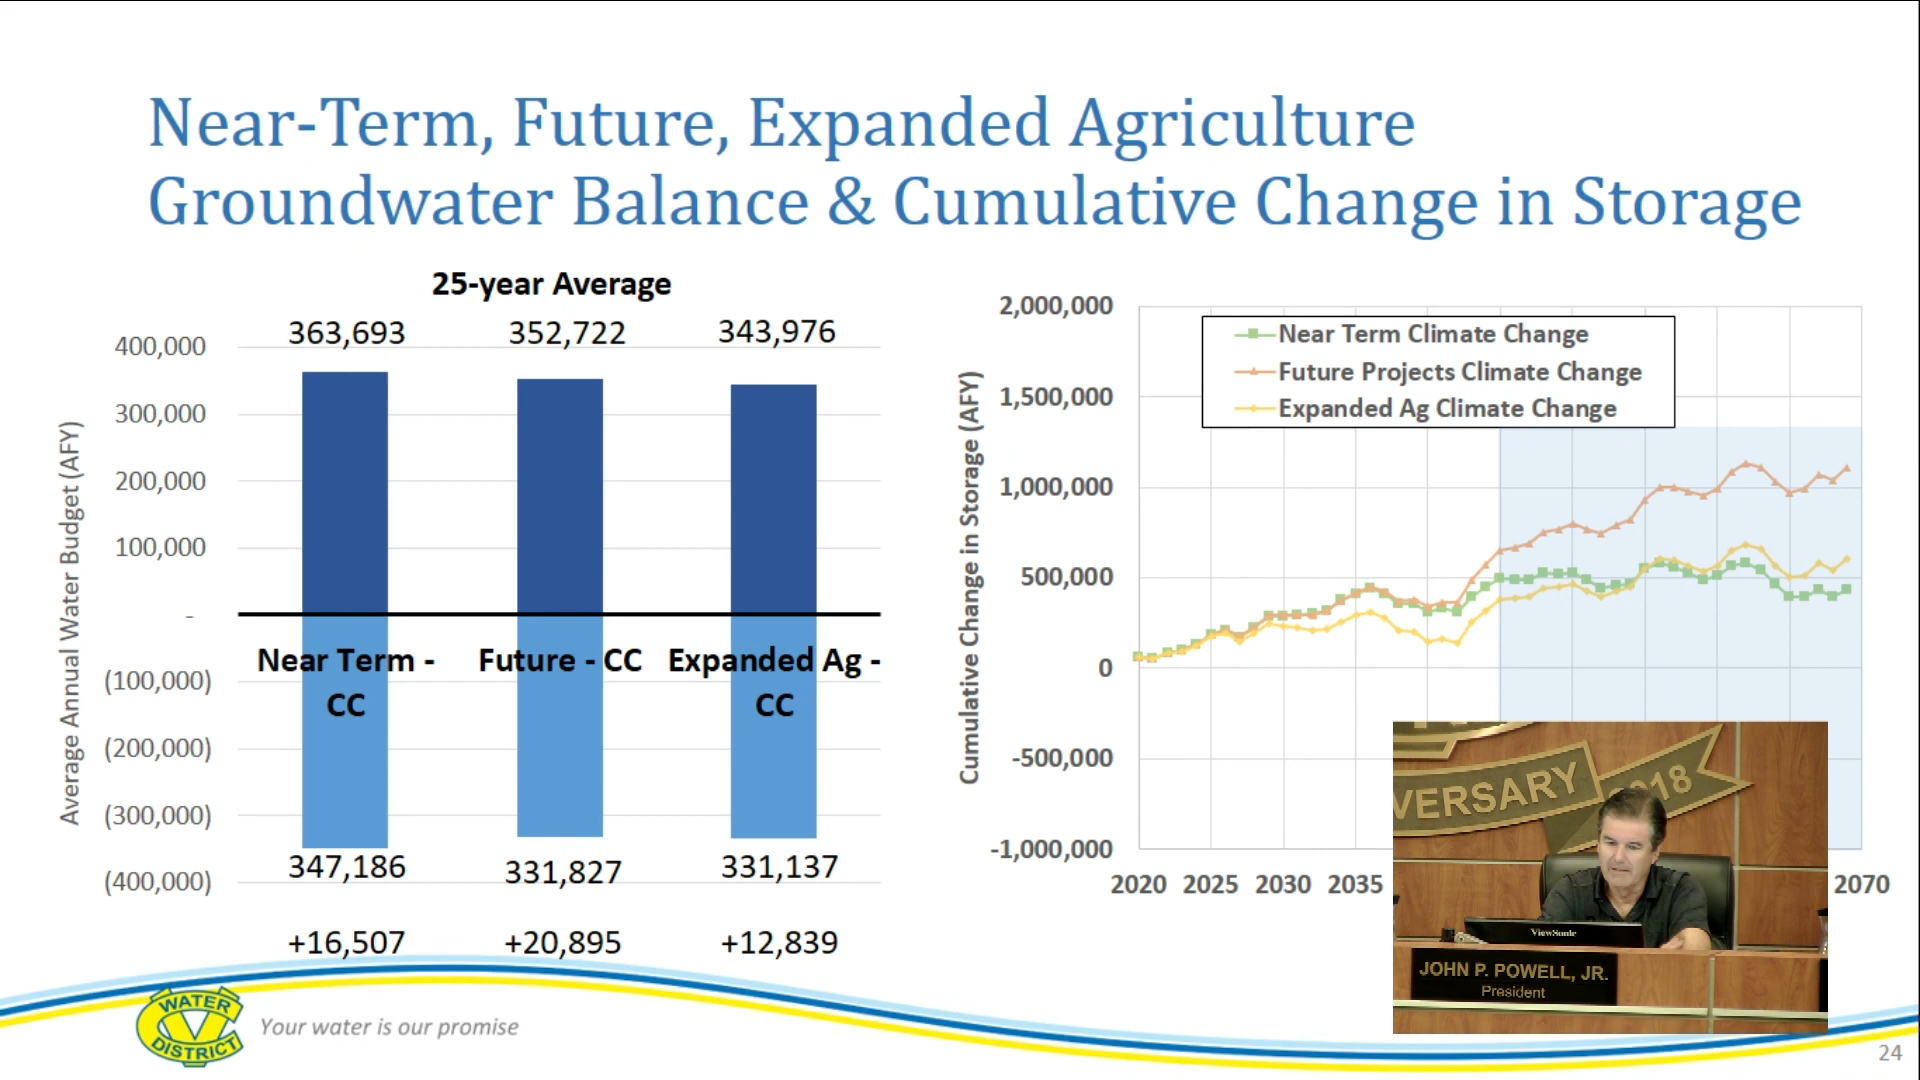 Near-Term, Future, Expanded Agriculture
Groundwater Balance & Cumulative Change in Storage
25-year Average
363,693 352,722 343,976
Average Annual Water Budget (AFY)
400,000
300,000
200,000
100,000
-
(100,000)
(200,000)
(300,000)
(400,000)
Near Term - CC
Future - CC
Expanded Ag - CC
347,186 331,827 331,137
+16,507 +20,895 +12,839
Cumulative Change in Storage (AFY)
2,000,000
1,500,000
1,000,000
500,000
0
-500,000
-1,000,000
Near Term Climate Change
Future Projects Climate Change
Expanded Ag Climate Change
2020 2025 2030 2035 2070
VERSARY
2018
ViewSonic
JOHN P. POWELL, JR.
President
WATER
CV
DISTRICT
Your water is our promise
24